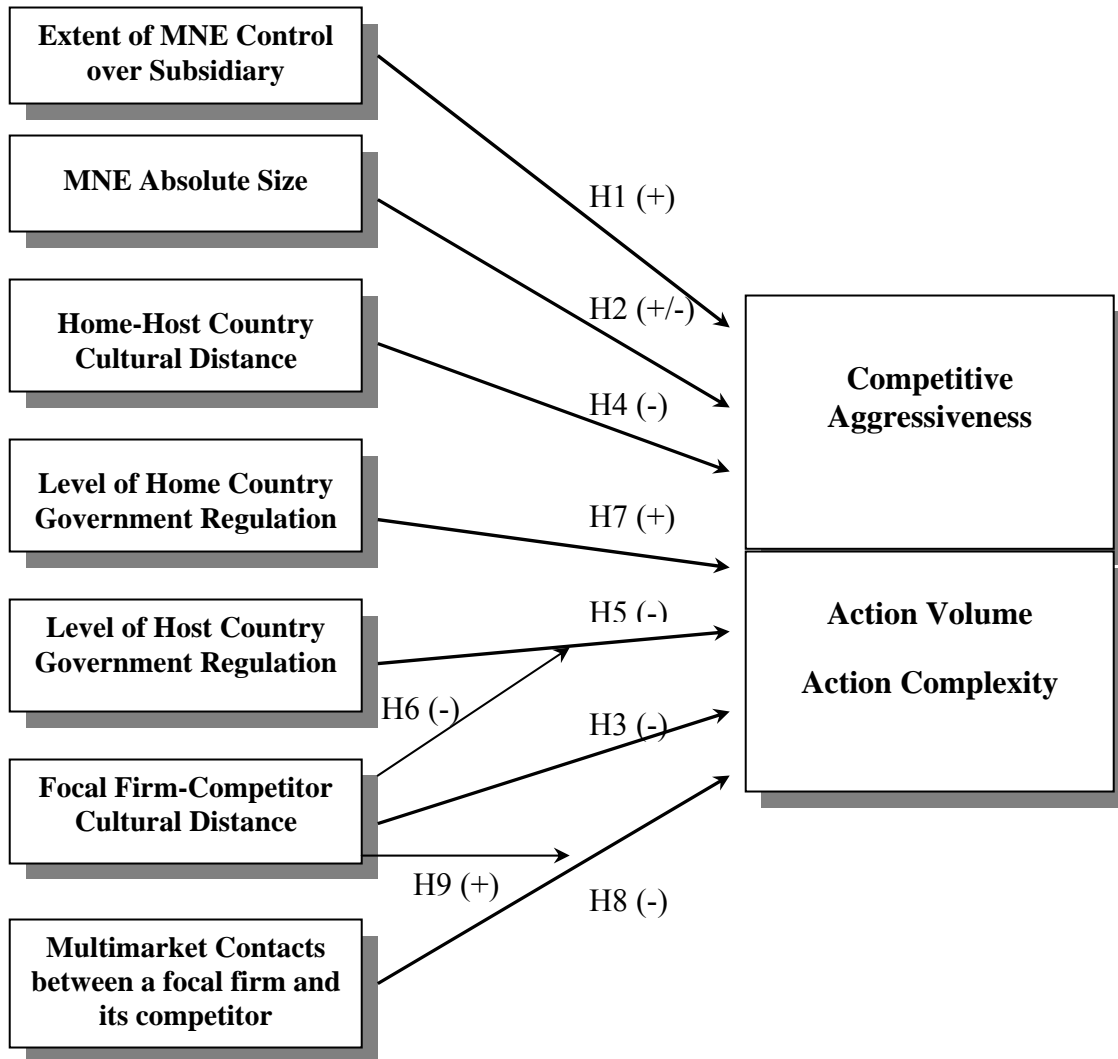 Extent of MNE Control
over Subsidiary
MNE Absolute Size
H1 (+)
Home-Host Country
Cultural Distance
H2 (+/-)
Competitive
Aggressiveness
H4 (-)
Level of Home Country
Government Regulation
H7 (+)
Level of Host Country
Government Regulation
H5 (-)
Action Volume
Action Complexity
H6 (-)
H3 (-)
Focal Firm-Competitor
Cultural Distance
H9 (+)
H8 (-)
Multimarket Contacts
between a focal firm and
its competitor